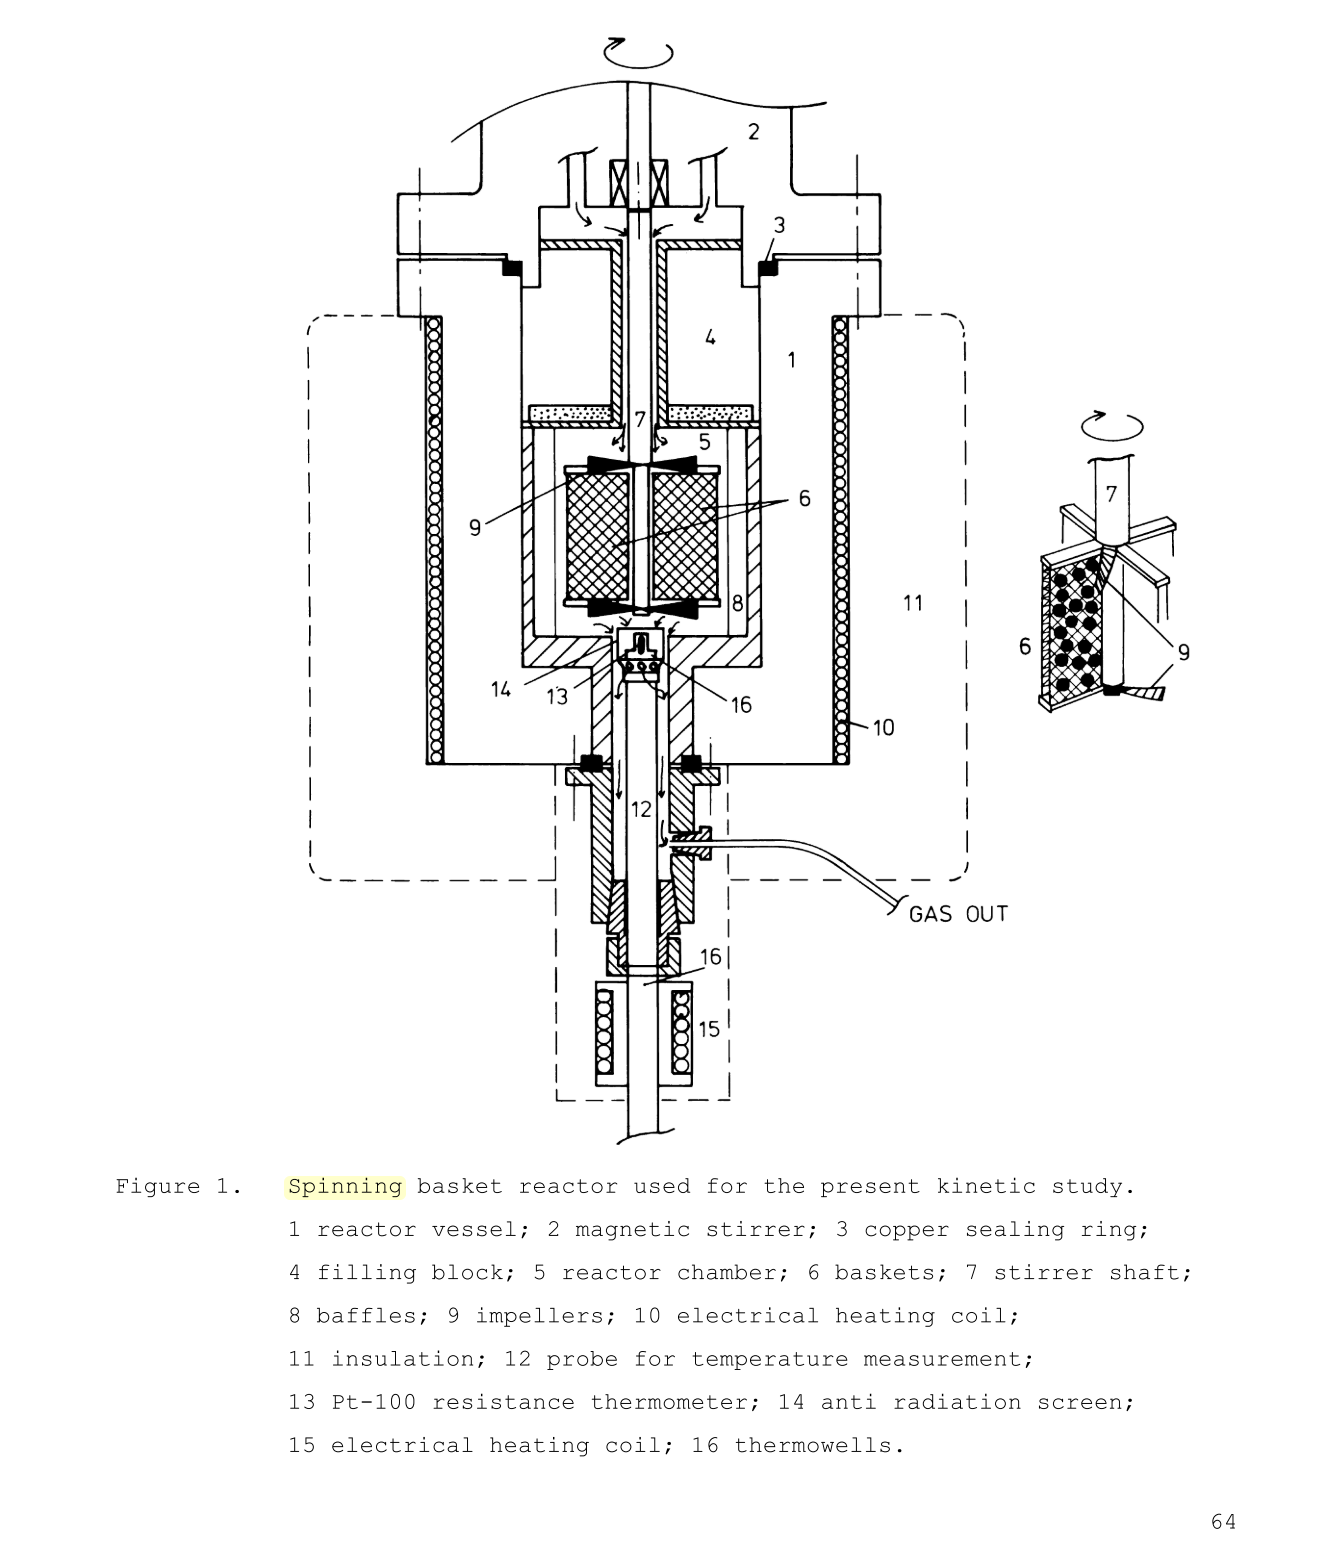 2
3
4
1
7
5
6
9
7
8
11
6
9
14
13
16
10
12
GAS OUT
16
15
Figure 1. Spinning basket reactor used for the present kinetic study.
1 reactor vessel; 2 magnetic stirrer; 3 copper sealing ring;
4 filling block; 5 reactor chamber; 6 baskets; 7 stirrer shaft;
8 baffles; 9 impellers; 10 electrical heating coil;
11 insulation; 12 probe for temperature measurement;
13 Pt-100 resistance thermometer; 14 anti radiation screen;
15 electrical heating coil; 16 thermowells.
64